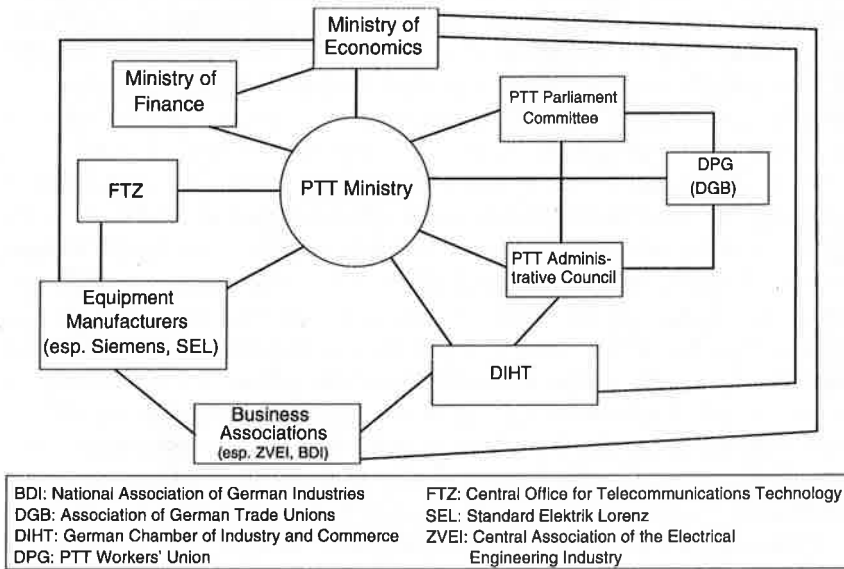 Ministry of
Economics
Ministry of
Finance
PTT Parliament
Committee
DPG
(DGB)
FTZ
PTT Ministry
PTT Adminis-
trative Council
Equipment
Manufacturers
(esp. Siemens, SEL)
DIHT
Business
Associations
(esp. ZVEI, BDI)
BDI: National Association of German Industries
DGB: Association of German Trade Unions
DIHT: German Chamber of Industry and Commerce
DPG: PTT Workers' Union
FTZ: Central Office for Telecommunications Technology
SEL: Standard Elektrik Lorenz
ZVEI: Central Association of the Electrical
Engineering Industry